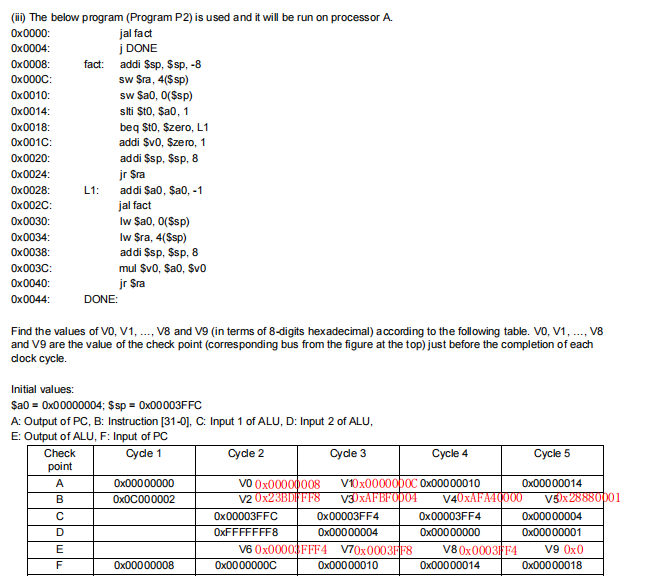 (iii) The below program (Program P2) is used and it will be run on processor A.
0x0000: jal fact
0x0004: j DONE
0x0008: fact: addi $sp, $sp, -8
0x000C: sw $ra, 4($sp)
0x0010: sw $a0, 0($sp)
0x0014: slti $t0, $a0, 1
0x0018: beq $t0, $zero, L1
0x001C: addi $v0, $zero, 1
0x0020: addi $sp, $sp, 8
0x0024: jr $ra
0x0028: L1: addi $a0, $a0, -1
0x002C: jal fact
0x0030: lw $a0, 0($sp)
0x0034: lw $ra, 4($sp)
0x0038: addi $sp, $sp, 8
0x003C: mul $v0, $a0, $v0
0x0040: jr $ra
0x0044: DONE:
Find the values of V0, V1, ..., V8 and V9 (in terms of 8-digits hexadecimal) according to the following table. V0, V1, ..., V8
and V9 are the value of the check point (corresponding bus from the figure at the top) just before the completion of each
clock cycle.
Initial values:
$a0 = 0x00000004; $sp = 0x00003FFC
A: Output of PC, B: Instruction [31-0], C: Input 1 of ALU, D: Input 2 of ALU,
E: Output of ALU, F: Input of PC
Check point Cycle 1 Cycle 2 Cycle 3 Cycle 4 Cycle 5
A 0x00000000 V0 0x00000008 V10x0000000C 0x00000010 0x00000014
B 0x0C000002 V2 0x23BDFFF8 V30xAFBF0004 V40xAFA40000 V50x28880001
C 0x00003FFC 0x00003FF4 0x00003FF4 0x00000004
D 0xFFFFFFF8 0x00000004 0x00000000 0x00000001
E V6 0x00003FFF4 V70x0003FF8 V8 0x0003FF4 V9 0x0
F 0x00000008 0x0000000C 0x00000010 0x00000014 0x00000018